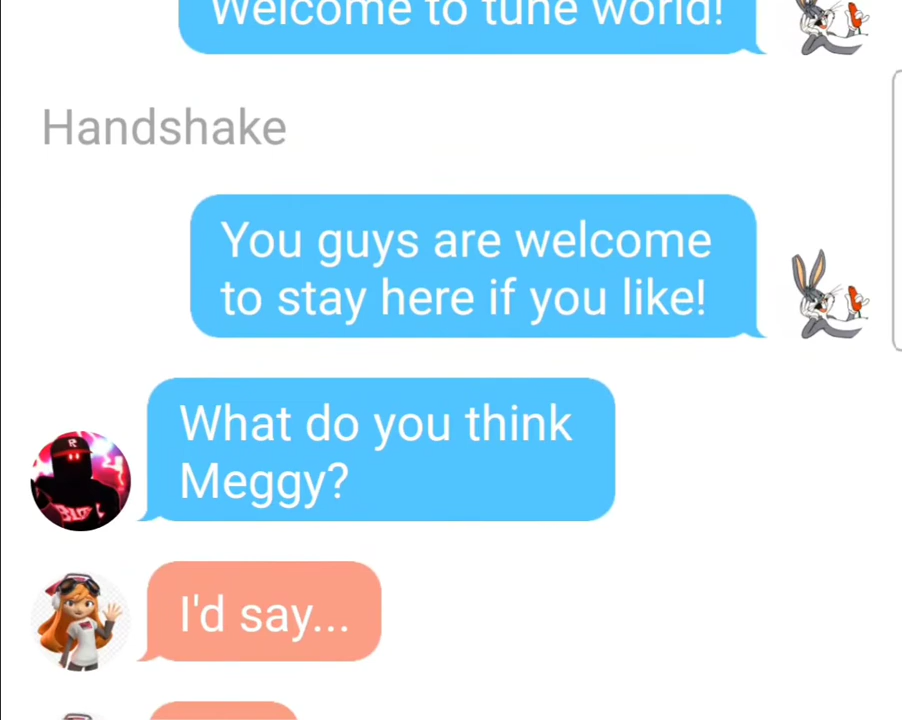 Welcome to tune world!
Handshake
You guys are welcome
to stay here if you like!
What do you think
Meggy?
I'd say...